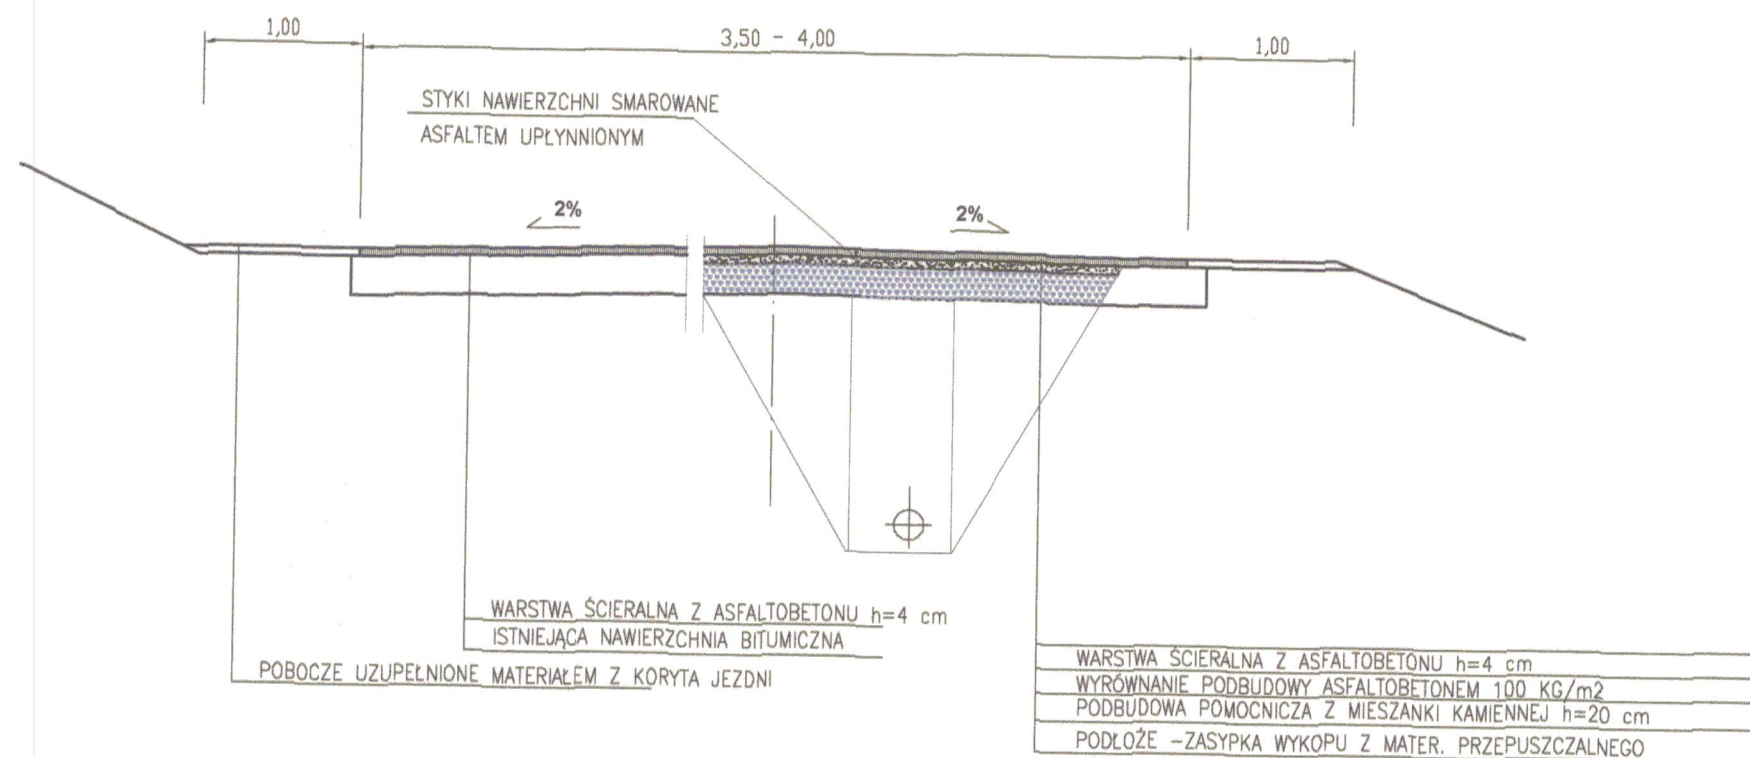 1,00
3,50 - 4,00
1,00
STYKI NAWIERZCHNI SMAROWANE
ASFALTEM UPŁYNNIONYM
2%
2%
WARSTWA ŚCIERALNA Z ASFALTOBETONU h=4 cm
ISTNIEJĄCA NAWIERZCHNIA BITUMICZNA
POBOCZE UZUPEŁNIONE MATERIAŁEM Z KORYTA JEZDNI
WARSTWA ŚCIERALNA Z ASFALTOBETONU h=4 cm
WYRÓWNANIE PODBUDOWY ASFALTOBETONEM 100 KG/m2
PODBUDOWA POMOCNICZA Z MIESZANKI KAMIENNEJ h=20 cm
PODŁOŻE -ZASYPKA WYKOPU Z MATER. PRZEPUSZCZALNEGO